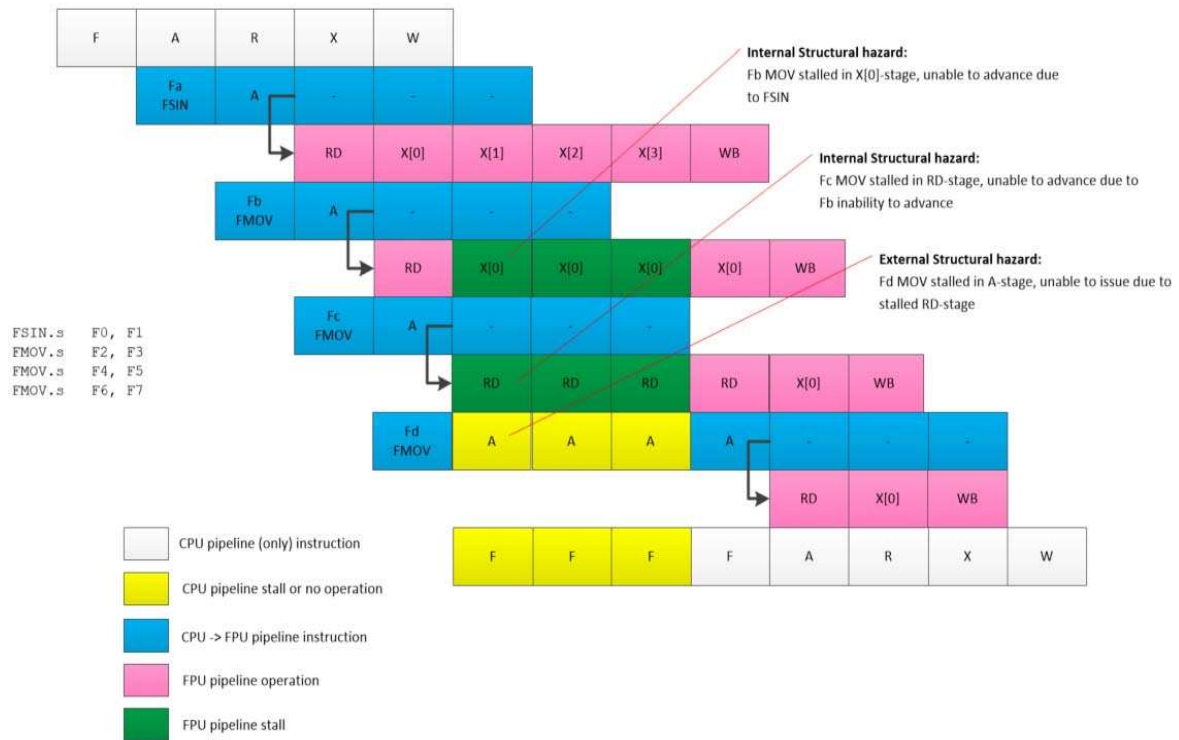 F A R X W
Internal Structural hazard:
Fb MOV stalled in X[0]-stage, unable to advance due
to FSIN
Fa
FSIN
A - - -
RD X[0] X[1] X[2] X[3] WB
Internal Structural hazard:
Fc MOV stalled in RD-stage, unable to advance due to
Fb inability to advance
Fb
FMOV
A - - -
RD X[0] X[0] X[0] X[0] WB
External Structural hazard:
Fd MOV stalled in A-stage, unable to issue due to
stalled RD-stage
Fc
FMOV
A - - -
FSIN.s F0, F1
FMOV.s F2, F3
FMOV.s F4, F5
FMOV.s F6, F7
RD RD RD RD X[0] WB
Fd
FMOV
A A A A - - -
RD X[0] WB
F F F F A R X W
CPU pipeline (only) instruction
CPU pipeline stall or no operation
CPU -> FPU pipeline instruction
FPU pipeline operation
FPU pipeline stall